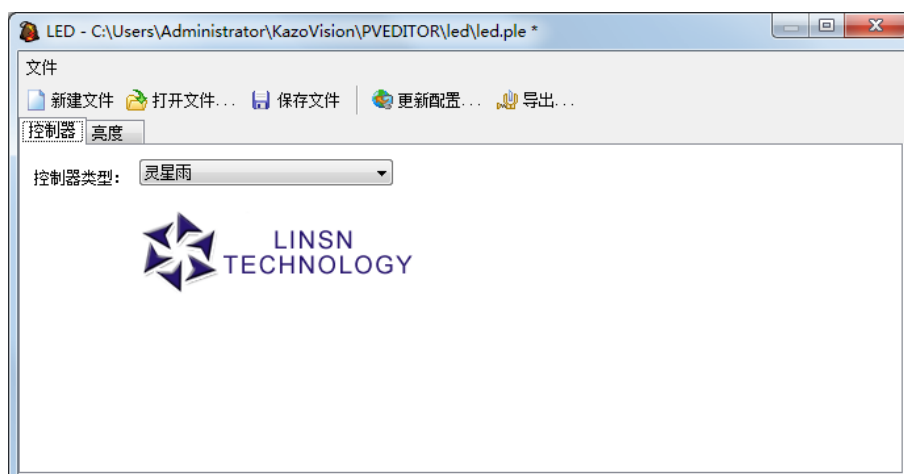 LED - C:\Users\Administrator\KazoVision\PVEDITOR\led\led.ple *
文件
新建文件 打开文件... 保存文件 更新配置... 导出...
控制器 亮度
控制器类型： 灵星雨
LINSN
TECHNOLOGY